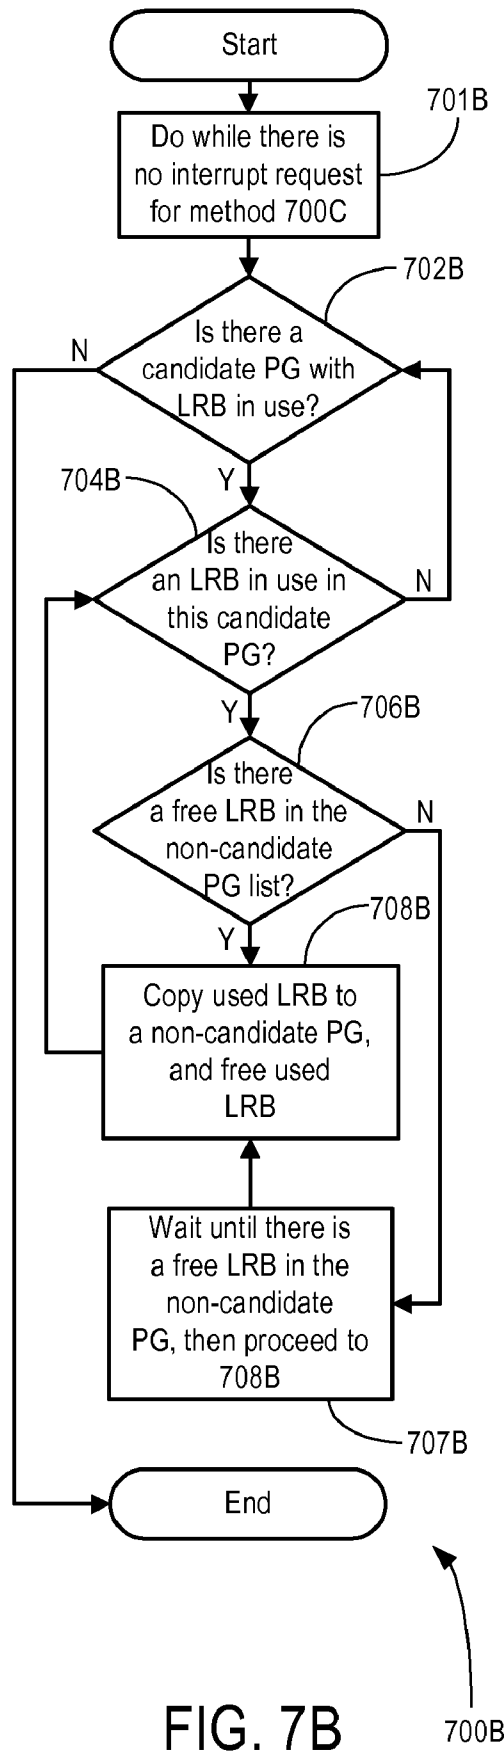 Start
701B
Do while there is
no interrupt request
for method 700C
702B
N
Is there a
candidate PG with
LRB in use?
Y
704B
Is there
an LRB in use in
this candidate
PG?
N
Y
706B
Is there
a free LRB in the
non-candidate
PG list?
N
Y
708B
Copy used LRB to
a non-candidate PG,
and free used
LRB
Wait until there is
a free LRB in the
non-candidate
PG, then proceed to
708B
707B
End
700B
FIG. 7B